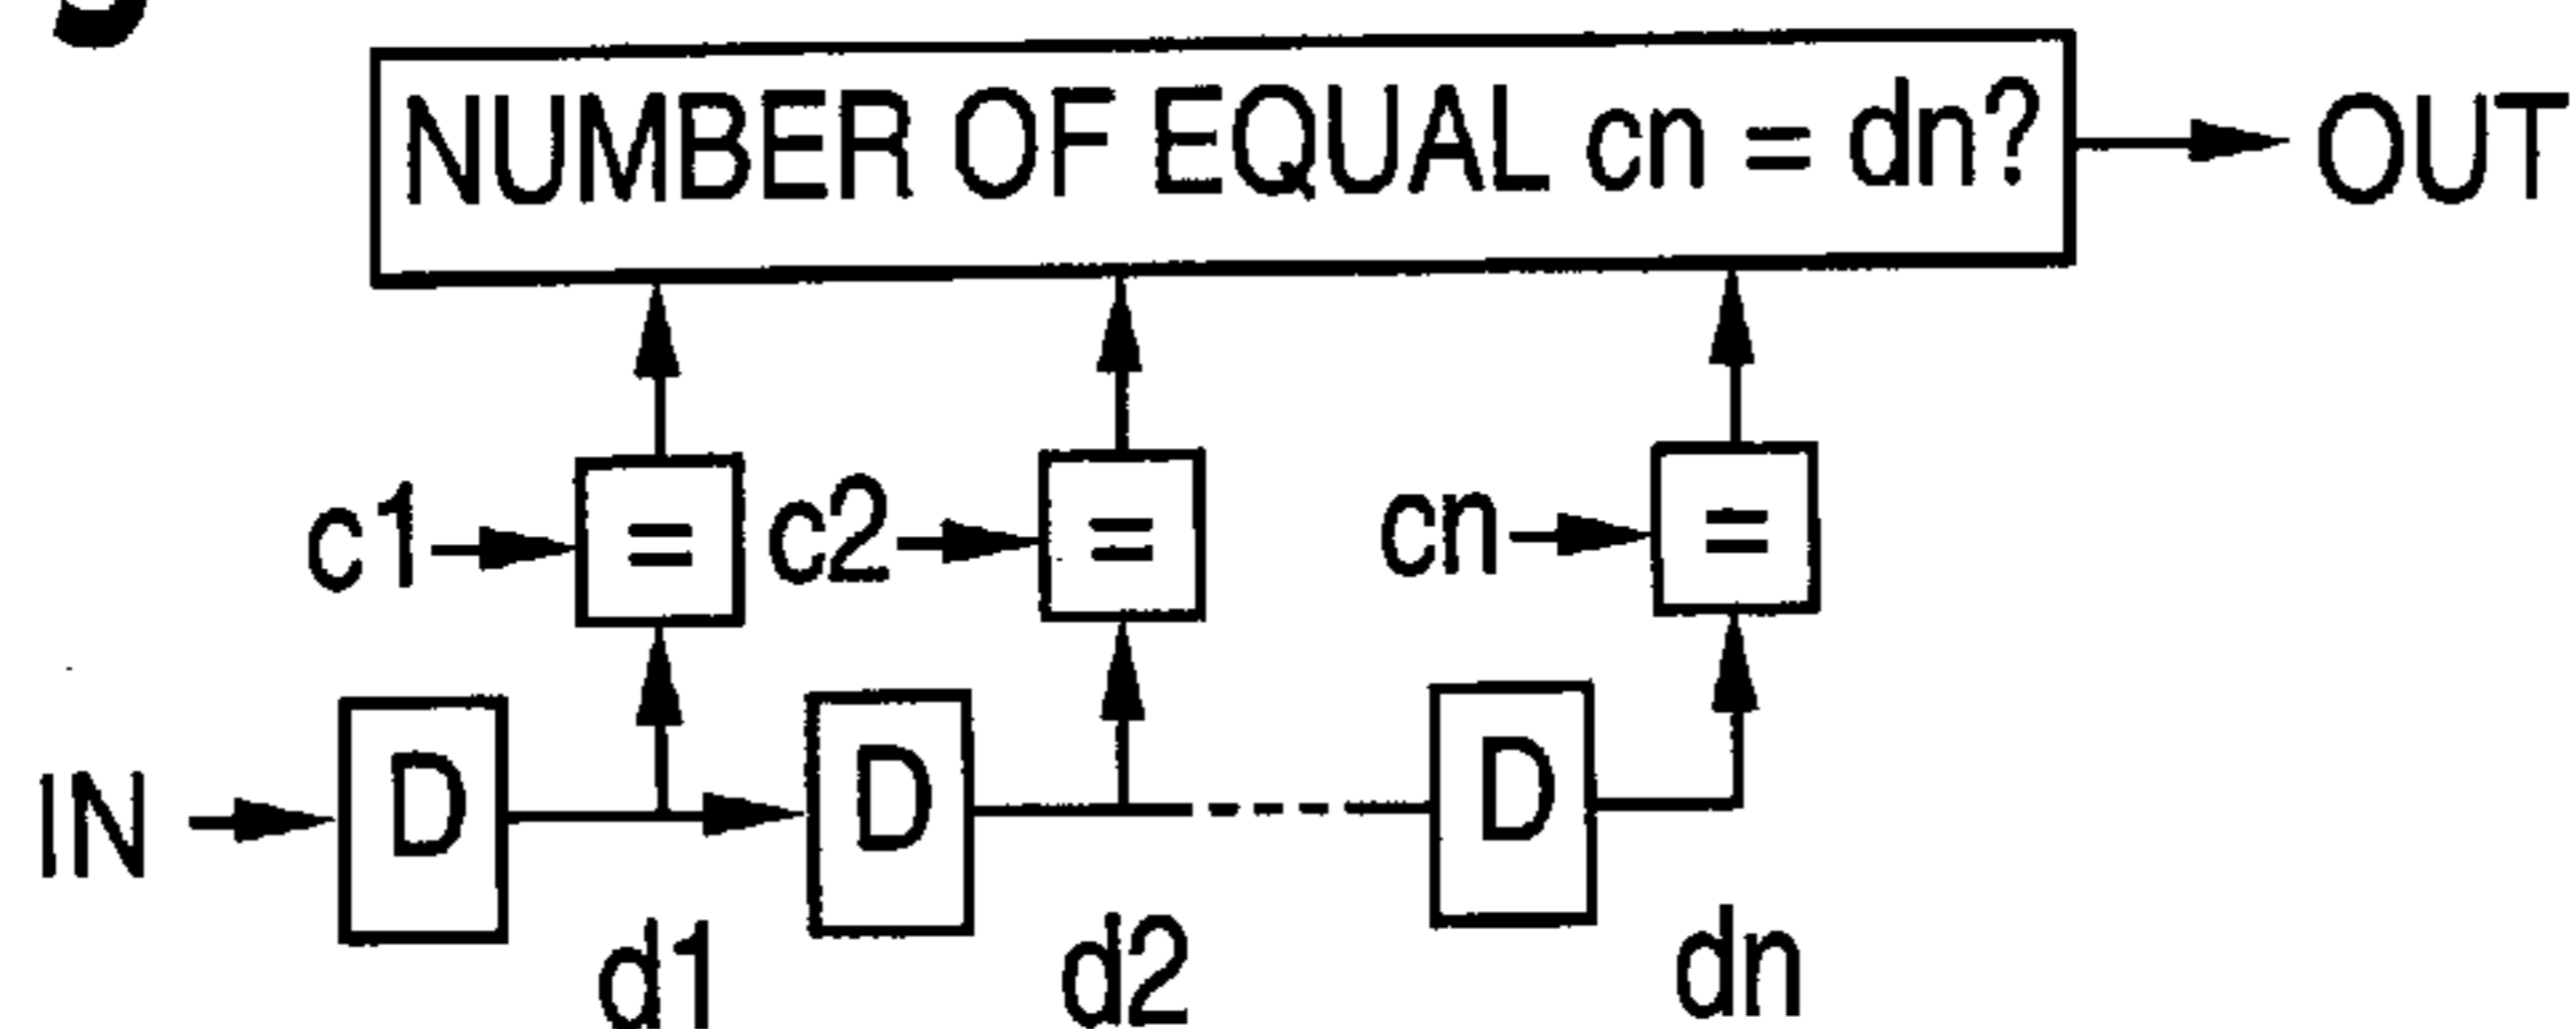 NUMBER OF EQUAL cn = dn?
OUT
c1
=
c2
=
cn
=
IN
D
D
D
d1
d2
dn